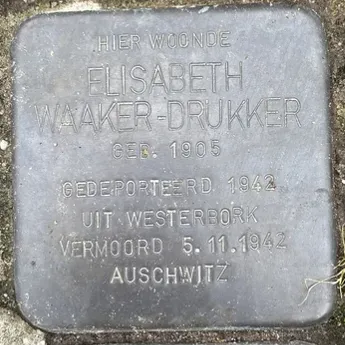 HIER WOONDE
ELISABETH
WAAKER-DRUKKER
GEB. 1905
GEDEPORTEERD 1942
UIT WESTERBORK
VERMOORD 5.11.1942
AUSCHWITZ